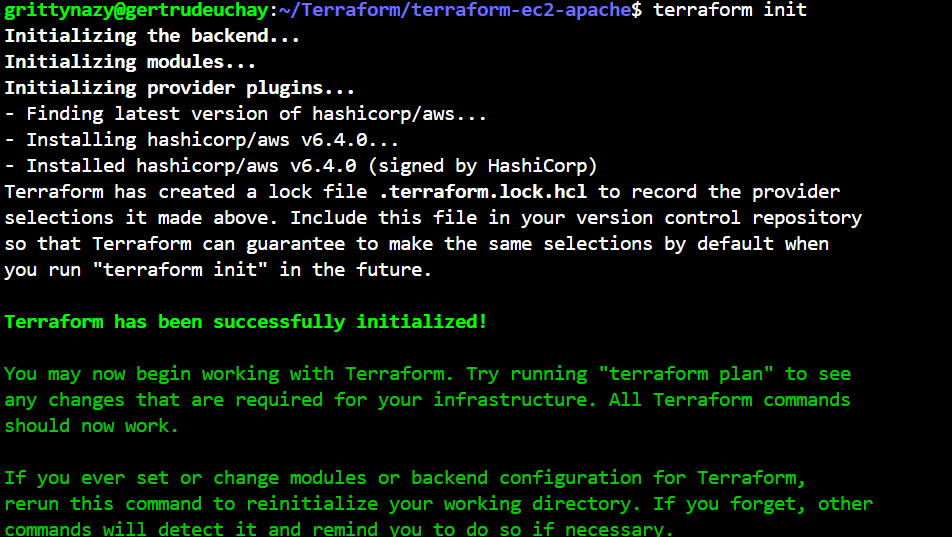 grittynazy@gertrudeuchay:~/Terraform/terraform-ec2-apache$ terraform init
Initializing the backend...
Initializing modules...
Initializing provider plugins...
- Finding latest version of hashicorp/aws...
- Installing hashicorp/aws v6.4.0...
- Installed hashicorp/aws v6.4.0 (signed by HashiCorp)
Terraform has created a lock file .terraform.lock.hcl to record the provider
selections it made above. Include this file in your version control repository
so that Terraform can guarantee to make the same selections by default when
you run "terraform init" in the future.

Terraform has been successfully initialized!

You may now begin working with Terraform. Try running "terraform plan" to see
any changes that are required for your infrastructure. All Terraform commands
should now work.

If you ever set or change modules or backend configuration for Terraform,
rerun this command to reinitialize your working directory. If you forget, other
commands will detect it and remind you to do so if necessary.